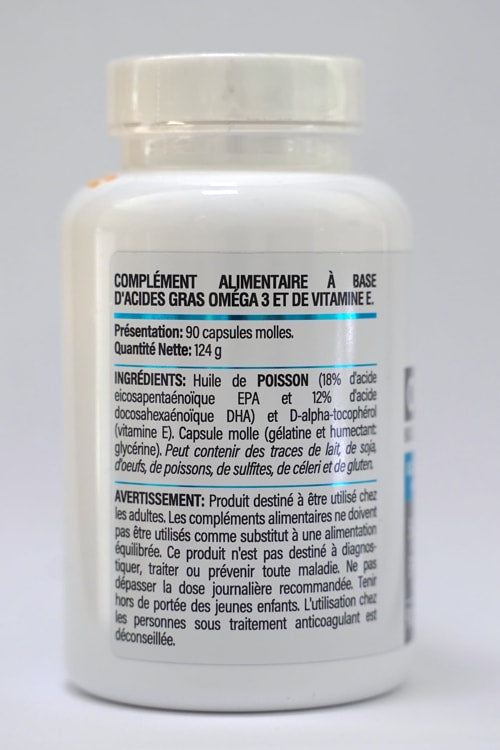 COMPLÉMENT ALIMENTAIRE À BASE
D'ACIDES GRAS OMÉGA 3 ET DE VITAMINE E.
Présentation: 90 capsules molles.
Quantité Nette: 124 g
INGRÉDIENTS: Huile de POISSON (18% d'acide
eicosapentaénoïque EPA et 12% d'acide
docosahexaénoïque DHA) et D-alpha-tocophérol
(vitamine E). Capsule molle (gélatine et humectant:
glycérine). Peut contenir des traces de lait, de soja,
d'oeufs, de poissons, de sulfites, de céleri et de gluten.
AVERTISSEMENT: Produit destiné à être utilisé chez
les adultes. Les compléments alimentaires ne doivent
pas être utilisés comme substitut à une alimentation
équilibrée. Ce produit n'est pas destiné à diagnos-
tiquer, traiter ou prévenir toute maladie. Ne pas
dépasser la dose journalière recommandée. Tenir
hors de portée des jeunes enfants. L'utilisation chez
les personnes sous traitement anticoagulant est
déconseillée.